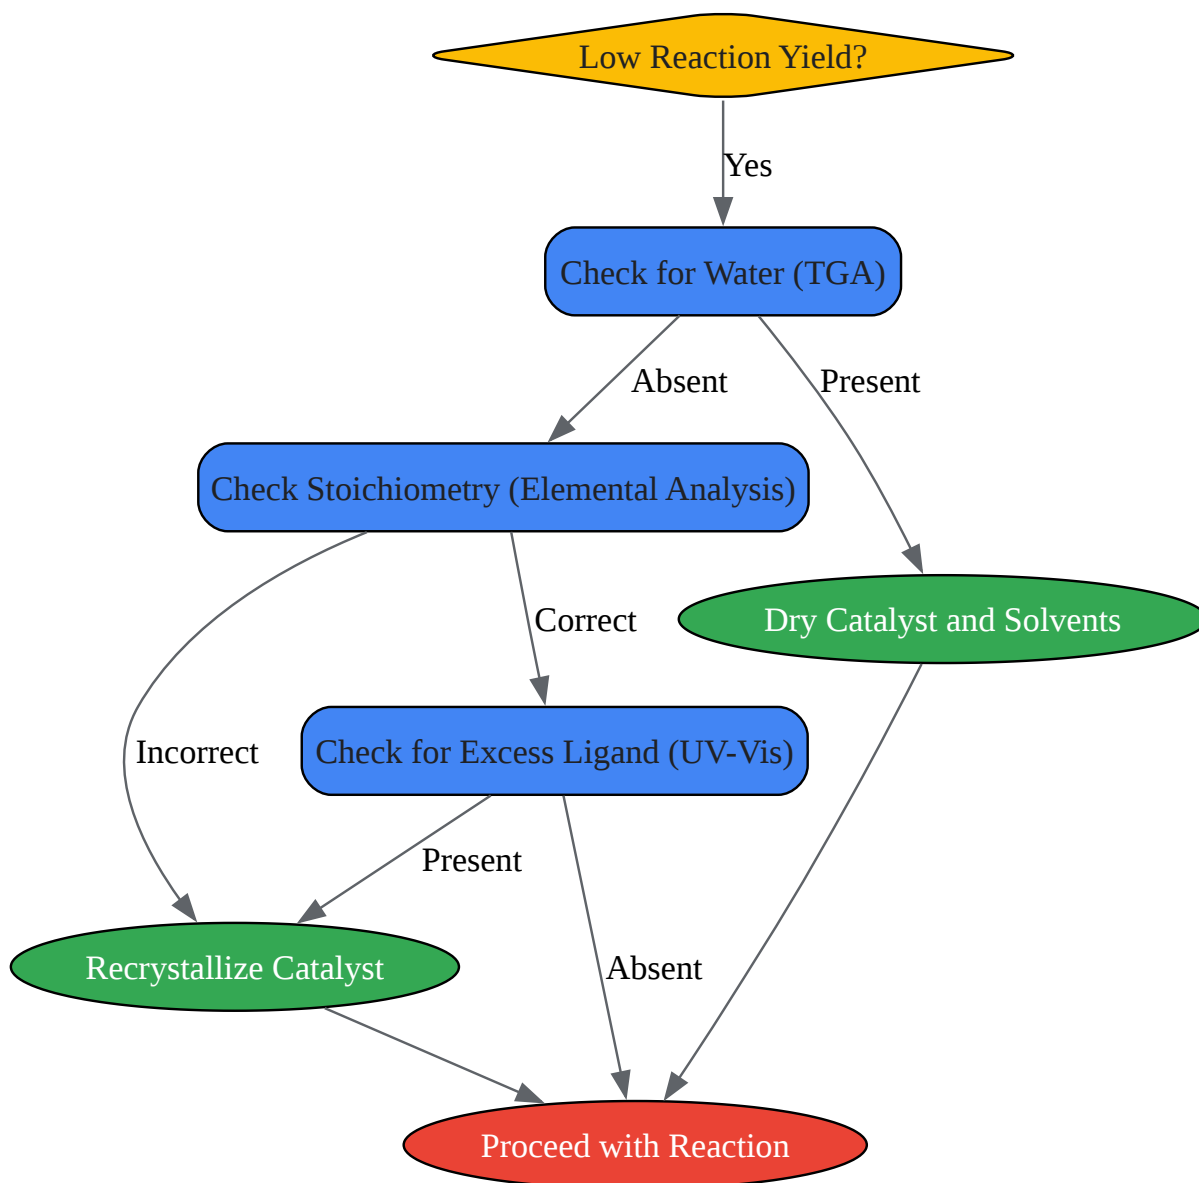 Low Reaction Yield?
Yes
Check for Water (TGA)
Absent
Present
Check Stoichiometry (Elemental Analysis)
Correct
Dry Catalyst and Solvents
Incorrect
Check for Excess Ligand (UV-Vis)
Present
Recrystallize Catalyst
Absent
Proceed with Reaction